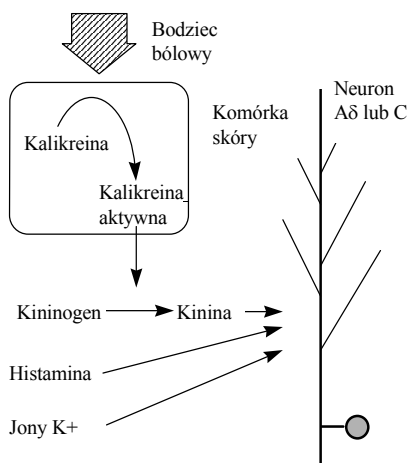 Bodziec
bólowy
Neuron
Aδ lub C
Komórka
skóry
Kalikreina
Kalikreina
aktywna
Kininogen
Kinina
Histamina
Jony K+